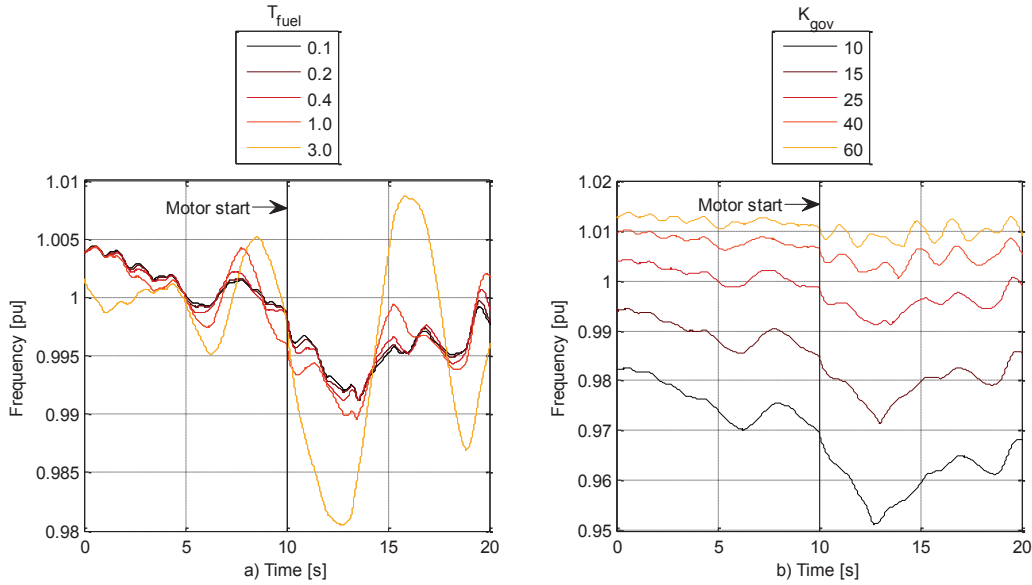 T_fuel
0.1
0.2
0.4
1.0
3.0
1.01
1.005
1
0.995
0.99
0.985
0.98
Frequency [pu]
Motor start
0 5 10 15 20
a) Time [s]
K_gov
10
15
25
40
60
1.02
1.01
1
0.99
0.98
0.97
0.96
0.95
Frequency [pu]
Motor start
0 5 10 15 20
b) Time [s]